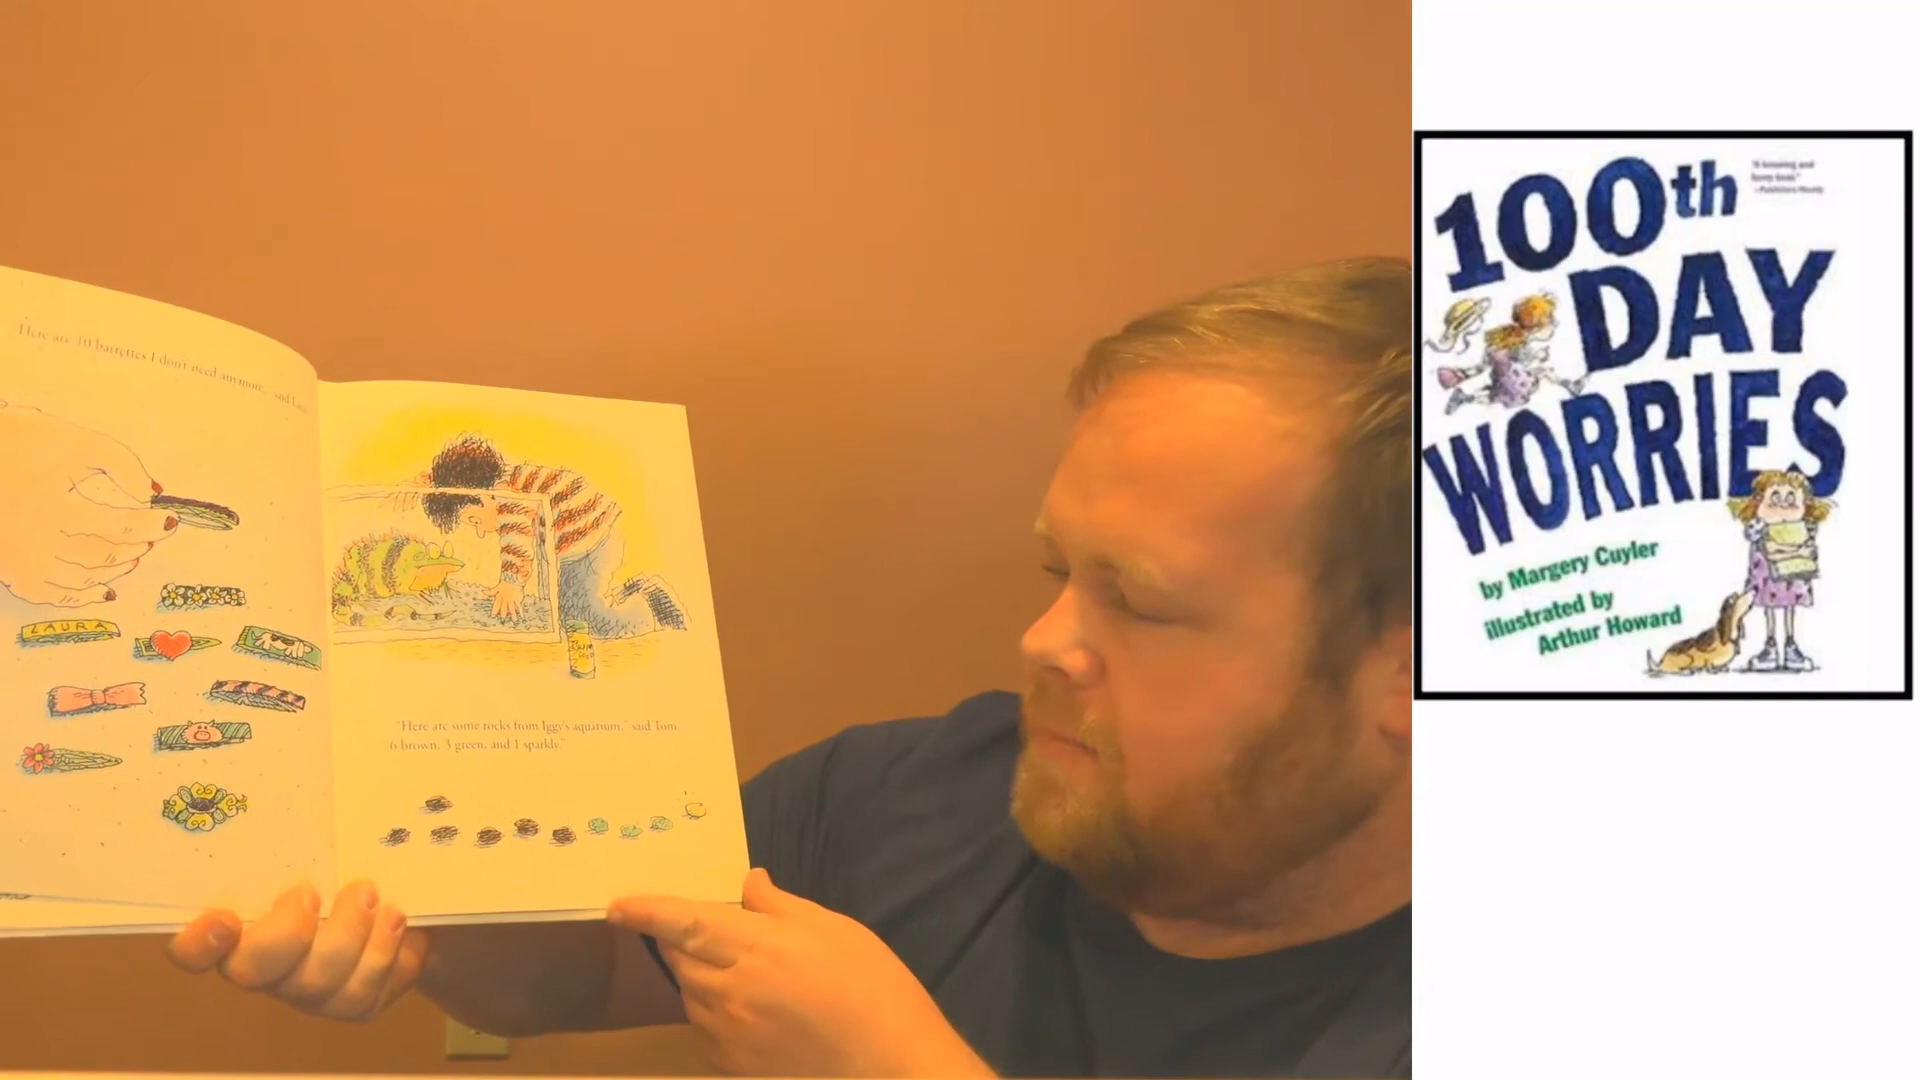 "Here are 10 barrettes I don't need anymore," said
LAURA
"Here are some rocks from Iggy's aquarium," said Tom.
6 brown, 3 green, and 1 sparkly."
100th
DAY
WORRIES
by Margery Cuyler
illustrated by
Arthur Howard